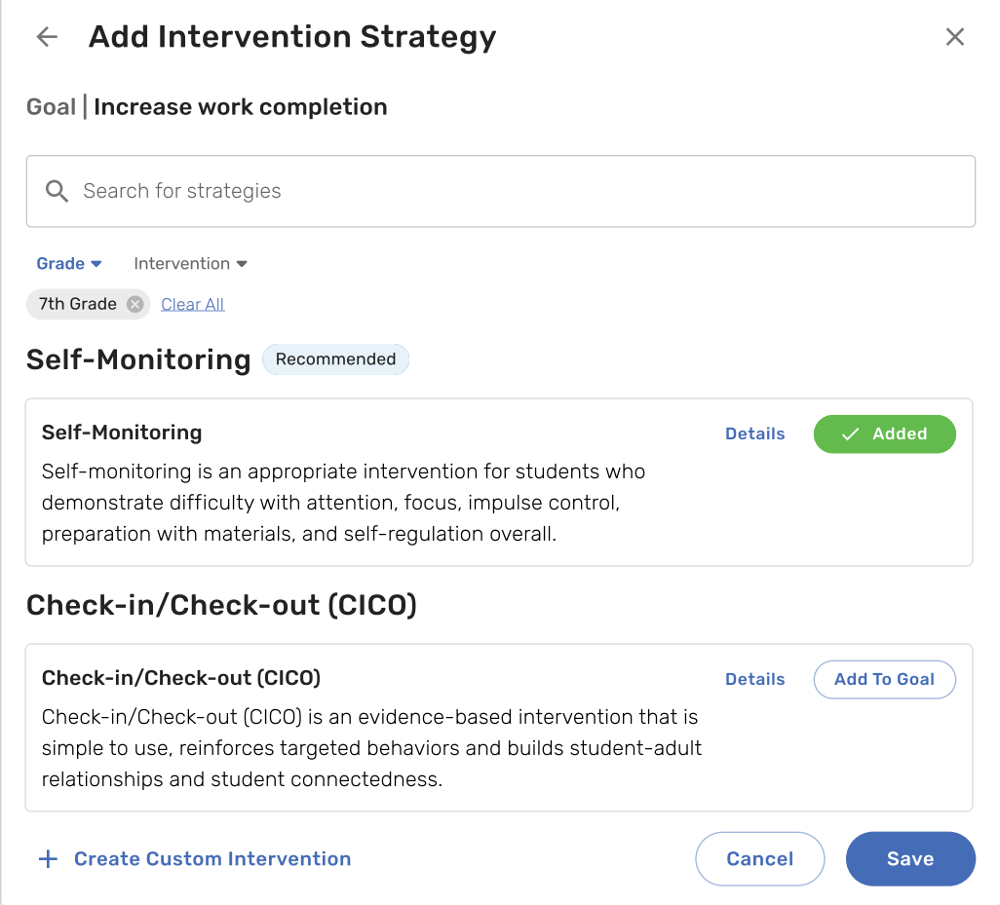 Add Intervention Strategy
Goal | Increase work completion
Search for strategies
Grade Intervention
7th Grade Clear All
Self-Monitoring Recommended
Self-Monitoring Details Added
Self-monitoring is an appropriate intervention for students who
demonstrate difficulty with attention, focus, impulse control,
preparation with materials, and self-regulation overall.
Check-in/Check-out (CICO)
Check-in/Check-out (CICO) Details Add To Goal
Check-in/Check-out (CICO) is an evidence-based intervention that is
simple to use, reinforces targeted behaviors and builds student-adult
relationships and student connectedness.
+ Create Custom Intervention Cancel Save